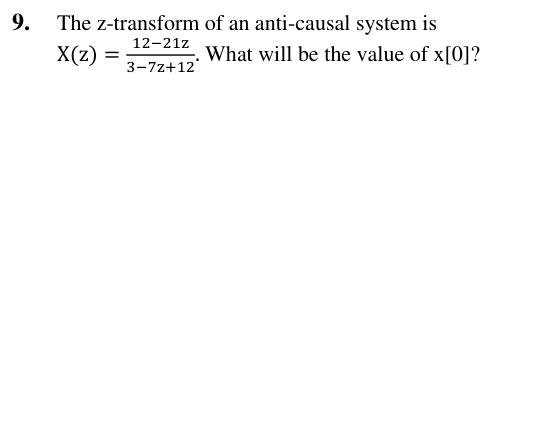 9. The z-transform of an anti-causal system is
X(z) = \frac{12−21z}{3−7z+12}. What will be the value of x[0]?